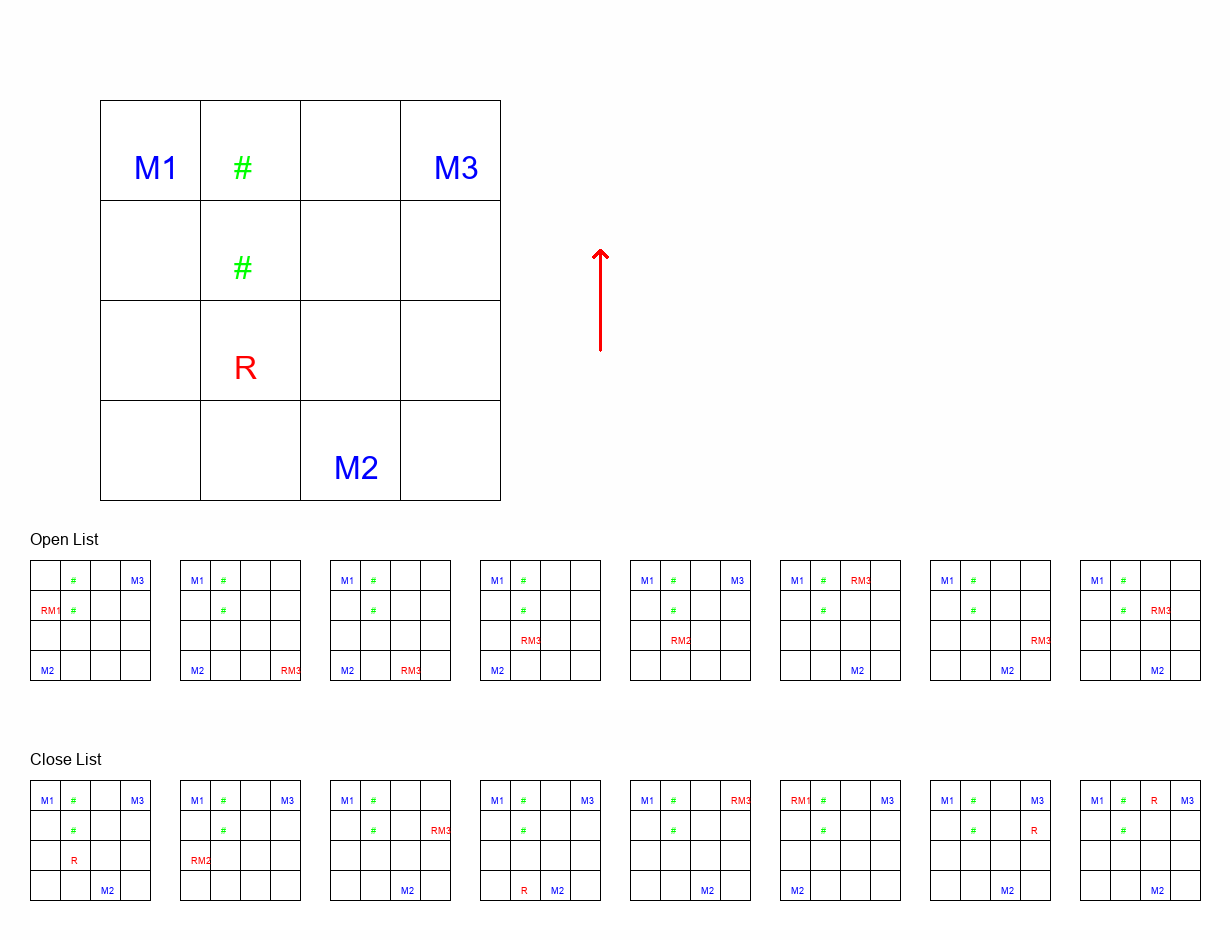 M1 # M3
#
R
M2
Open List
# M3 M1 # M1 # M1 # M1 # M3 M1 # RM3 M1 # M1 #
RM1 # # # # # # # # RM3
RM3 RM2 RM3
M2 M2 RM3 M2 RM3 M2 M2 M2 M2
Close List
M1 # M3 M1 # M3 M1 # M1 # M3 M1 # RM3 RM1 # M3 M1 # M3 M1 # R M3
# # # RM3 # # # # R #
R RM2
M2 M2 R M2 M2 M2 M2 M2